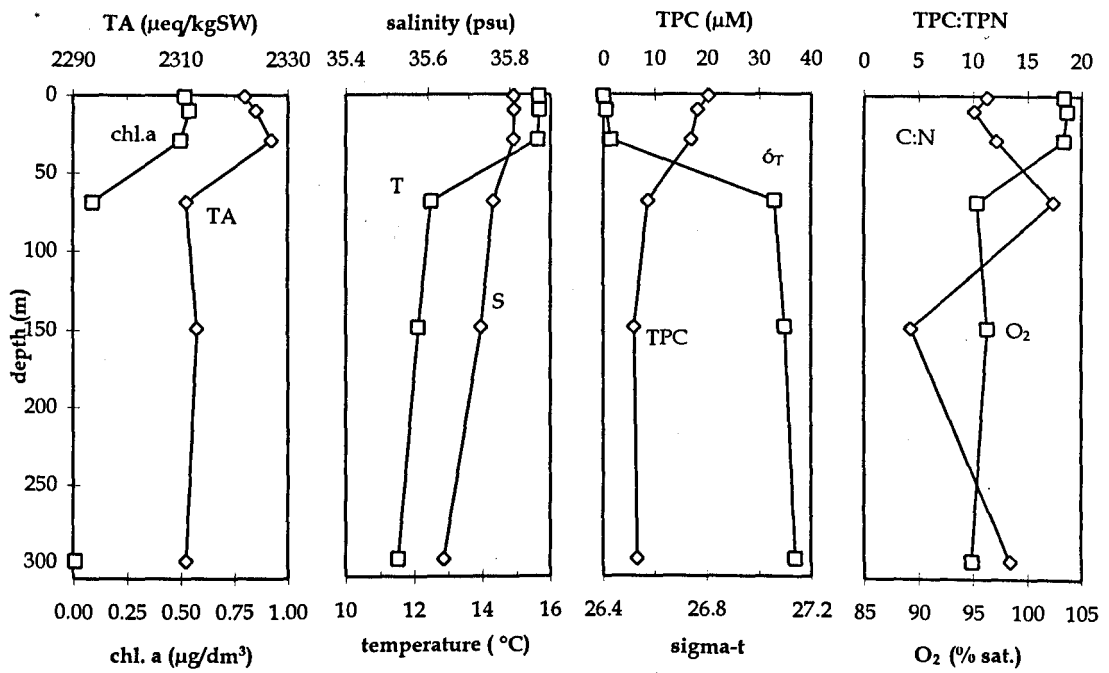 TA (μeq/kgSW) salinity (psu) TPC (μM) TPC:TPN
2290 2310 2330 35.4 35.6 35.8 0 10 20 30 40 0 5 10 15 20
0
50
100
150
200
250
300
depth (m)
chl.a
TA
T
S
σT
TPC
C:N
O2
0.00 0.25 0.50 0.75 1.00 10 12 14 16 26.4 26.8 27.2 85 95 100 105
chl. a (μg/dm³) temperature ( °C) sigma-t O2 (% sat.)